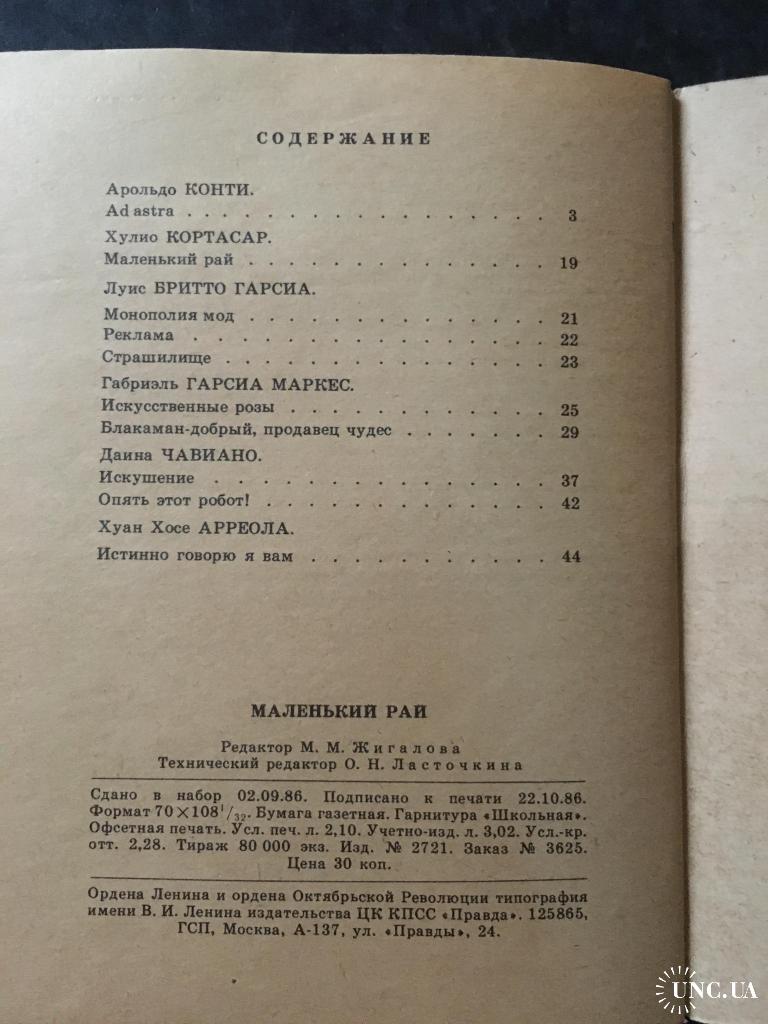 СОДЕРЖАНИЕ
Арольдо КОНТИ.
Ad astra . . . . . . . . . . . . . . . . . 3
Хулио КОРТАСАР.
Маленький рай . . . . . . . . . . . . . . 19
Луис БРИТТО ГАРСИА.
Монополия мод . . . . . . . . . . . . . . 21
Реклама . . . . . . . . . . . . . . . . . 22
Страшилище . . . . . . . . . . . . . . . 23
Габриэль ГАРСИА МАРКЕС.
Искусственные розы . . . . . . . . . . . . 25
Блакаман-добрый, продавец чудес . . . . . . . 29
Даина ЧАВИАНО.
Искушение . . . . . . . . . . . . . . . . 37
Опять этот робот! . . . . . . . . . . . . . 42
Хуан Хосе АРРЕОЛА.
Истинно говорю я вам . . . . . . . . . . . 44
МАЛЕНЬКИЙ РАЙ
Редактор М. М. Жигалова
Технический редактор О. Н. Ласточкина
Сдано в набор 02.09.86. Подписано к печати 22.10.86.
Формат 70×108¹/₃₂. Бумага газетная. Гарнитура «Школьная».
Офсетная печать. Усл. печ. л. 2,10. Учетно-изд. л. 3,02. Усл.-кр.
отт. 2,28. Тираж 80 000 экз. Изд. № 2721. Заказ № 3625.
Цена 30 коп.
Ордена Ленина и ордена Октябрьской Революции типография
имени В. И. Ленина издательства ЦК КПСС «Правда». 125865,
ГСП, Москва, А-137, ул. «Правды», 24.
UNC.UA